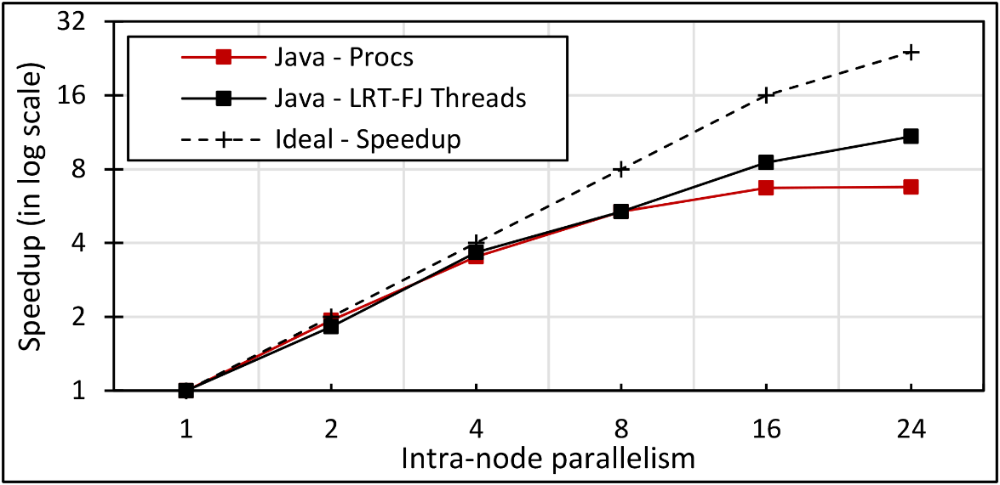 32
16
8
4
2
1
Speedup (in log scale)
Java - Procs
Java - LRT-FJ Threads
Ideal - Speedup
1 2 4 8 16 24
Intra-node parallelism